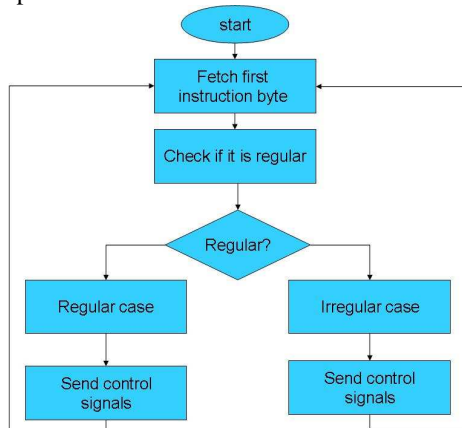 start
Fetch first
instruction byte
Check if it is regular
Regular?
Regular case
Irregular case
Send control
signals
Send control
signals